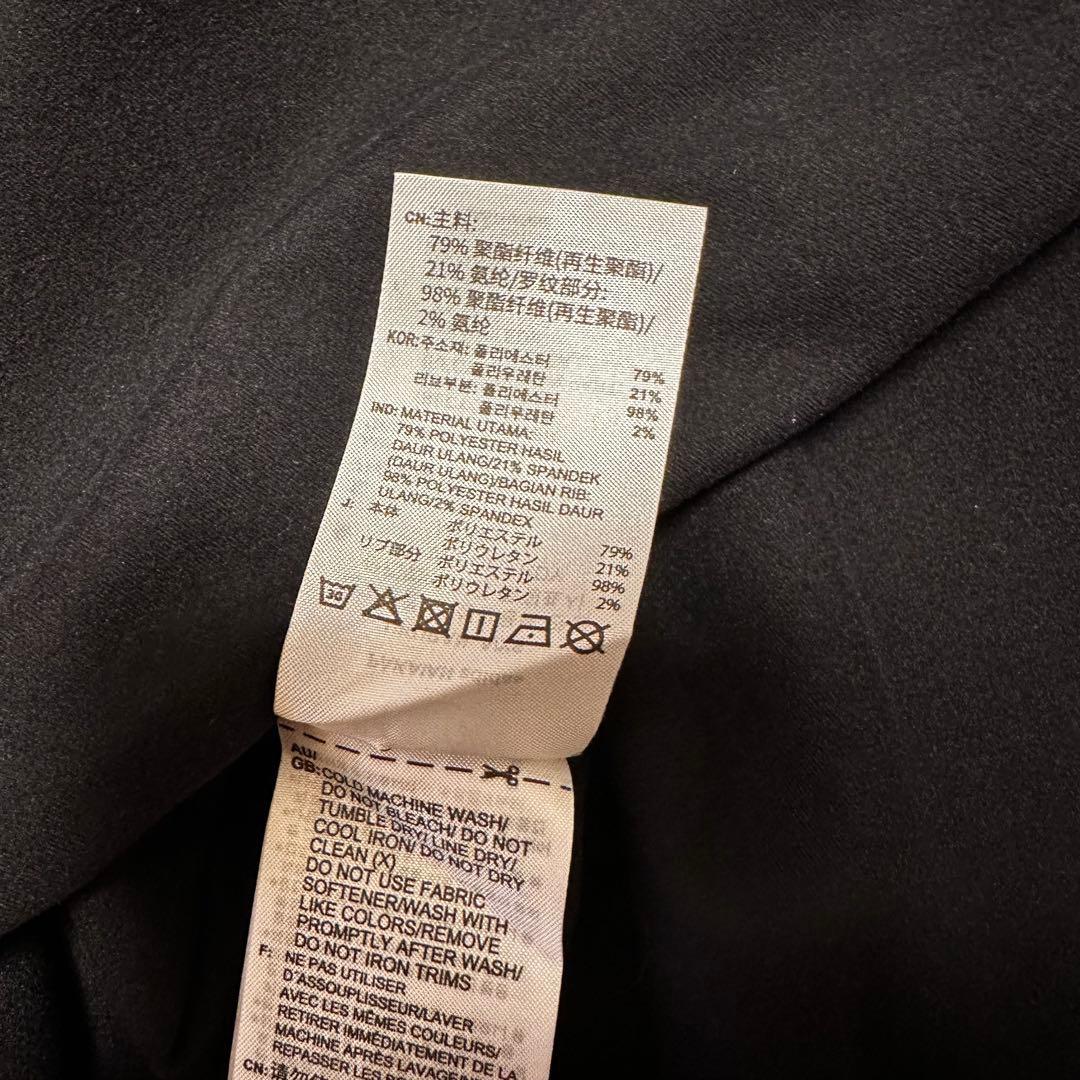 CN:主料:
79% 聚酯纤维(再生聚酯)/
21% 氨纶/罗纹部分:
98% 聚酯纤维(再生聚酯)/
2% 氨纶
KOR:주소재: 폴리에스터 79%
폴리우레탄 21%
리브부분: 폴리에스터 98%
폴리우레탄 2%
IND: MATERIAL UTAMA:
79% POLYESTER HASIL
DAUR ULANG/21% SPANDEK
(DAUR ULANG)/BAGIAN RIB:
98% POLYESTER HASIL DAUR
ULANG/2% SPANDEX
J: 本体 ポリエステル 79%
ポリウレタン 21%
リブ部分 ポリエステル 98%
ポリウレタン 2%
30
AU/
GB:COLD MACHINE WASH/
DO NOT BLEACH/ DO NOT
TUMBLE DRY/ LINE DRY/
COOL IRON/ DO NOT DRY
CLEAN (X)
DO NOT USE FABRIC
SOFTENER/WASH WITH
LIKE COLORS/REMOVE
PROMPTLY AFTER WASH/
DO NOT IRON TRIMS
F: NE PAS UTILISER
D'ASSOUPLISSEUR/LAVER
AVEC LES MÊMES COULEURS/
RETIRER IMMÉDIATEMENT DE LA
MACHINE APRÈS LAVAGE/
REPASSER LES
CN:请勿